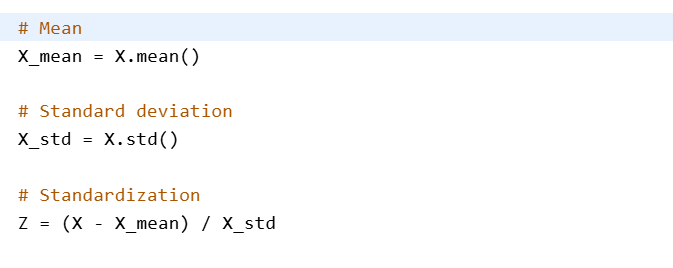 # Mean
X_mean = X.mean()
# Standard deviation
X_std = X.std()
# Standardization
Z = (X - X_mean) / X_std